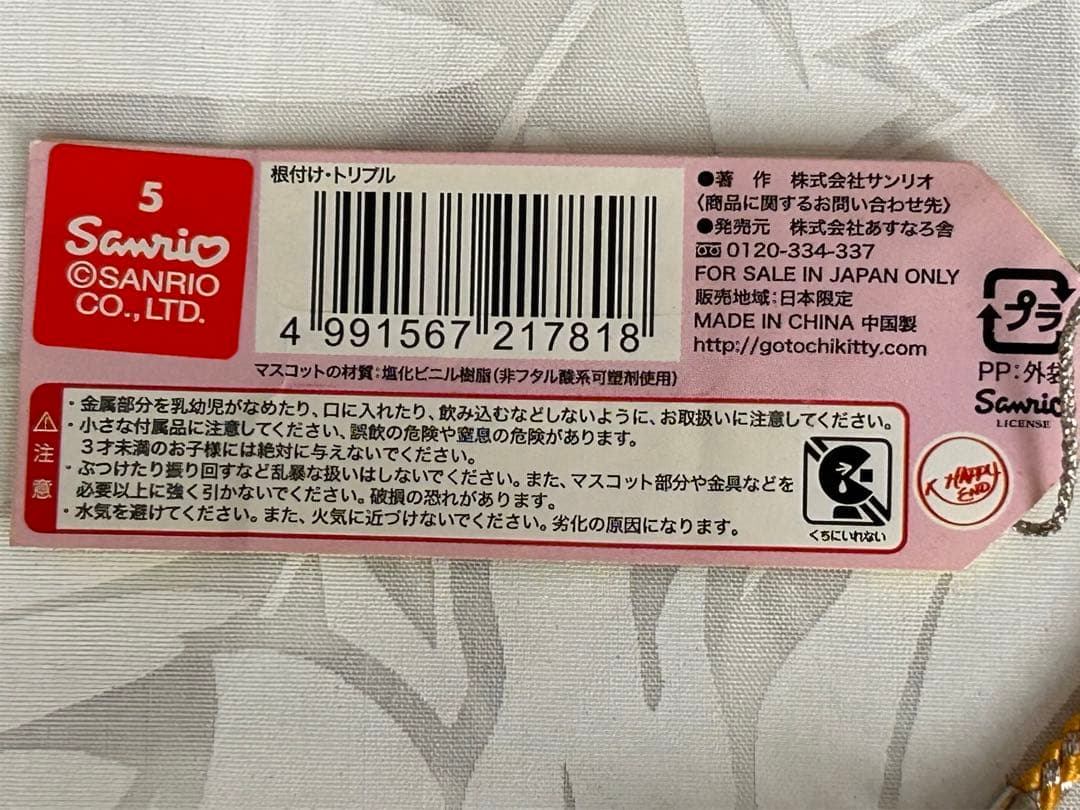 5
Sanrio
©SANRIO
CO.,LTD.
根付け・トリプル
4 991567 217818
マスコットの材質:塩化ビニル樹脂(非フタル酸系可塑剤使用)
●著 作 株式会社サンリオ
〈商品に関するお問い合わせ先〉
●発売元 株式会社あすなろ舎
0120-334-337
FOR SALE IN JAPAN ONLY
販売地域:日本限定
MADE IN CHINA 中国製
http://gotochikitty.com
プラ
PP:外袋
Sanrio
LICENSE
HAPPY
END
注意
・金属部分を乳幼児がなめたり、口に入れたり、飲み込むなどしないように、お取扱いに注意してください。
・小さな付属品に注意してください、誤飲の危険や窒息の危険があります。
3才未満のお子様には絶対に与えないでください。
・ぶつけたり振り回すなど乱暴な扱いはしないでください。また、マスコット部分や金具などを
必要以上に強く引かないでください。破損の恐れがあります。
・水気を避けてください。また、火気に近づけないでください。劣化の原因になります。
くちにいれない